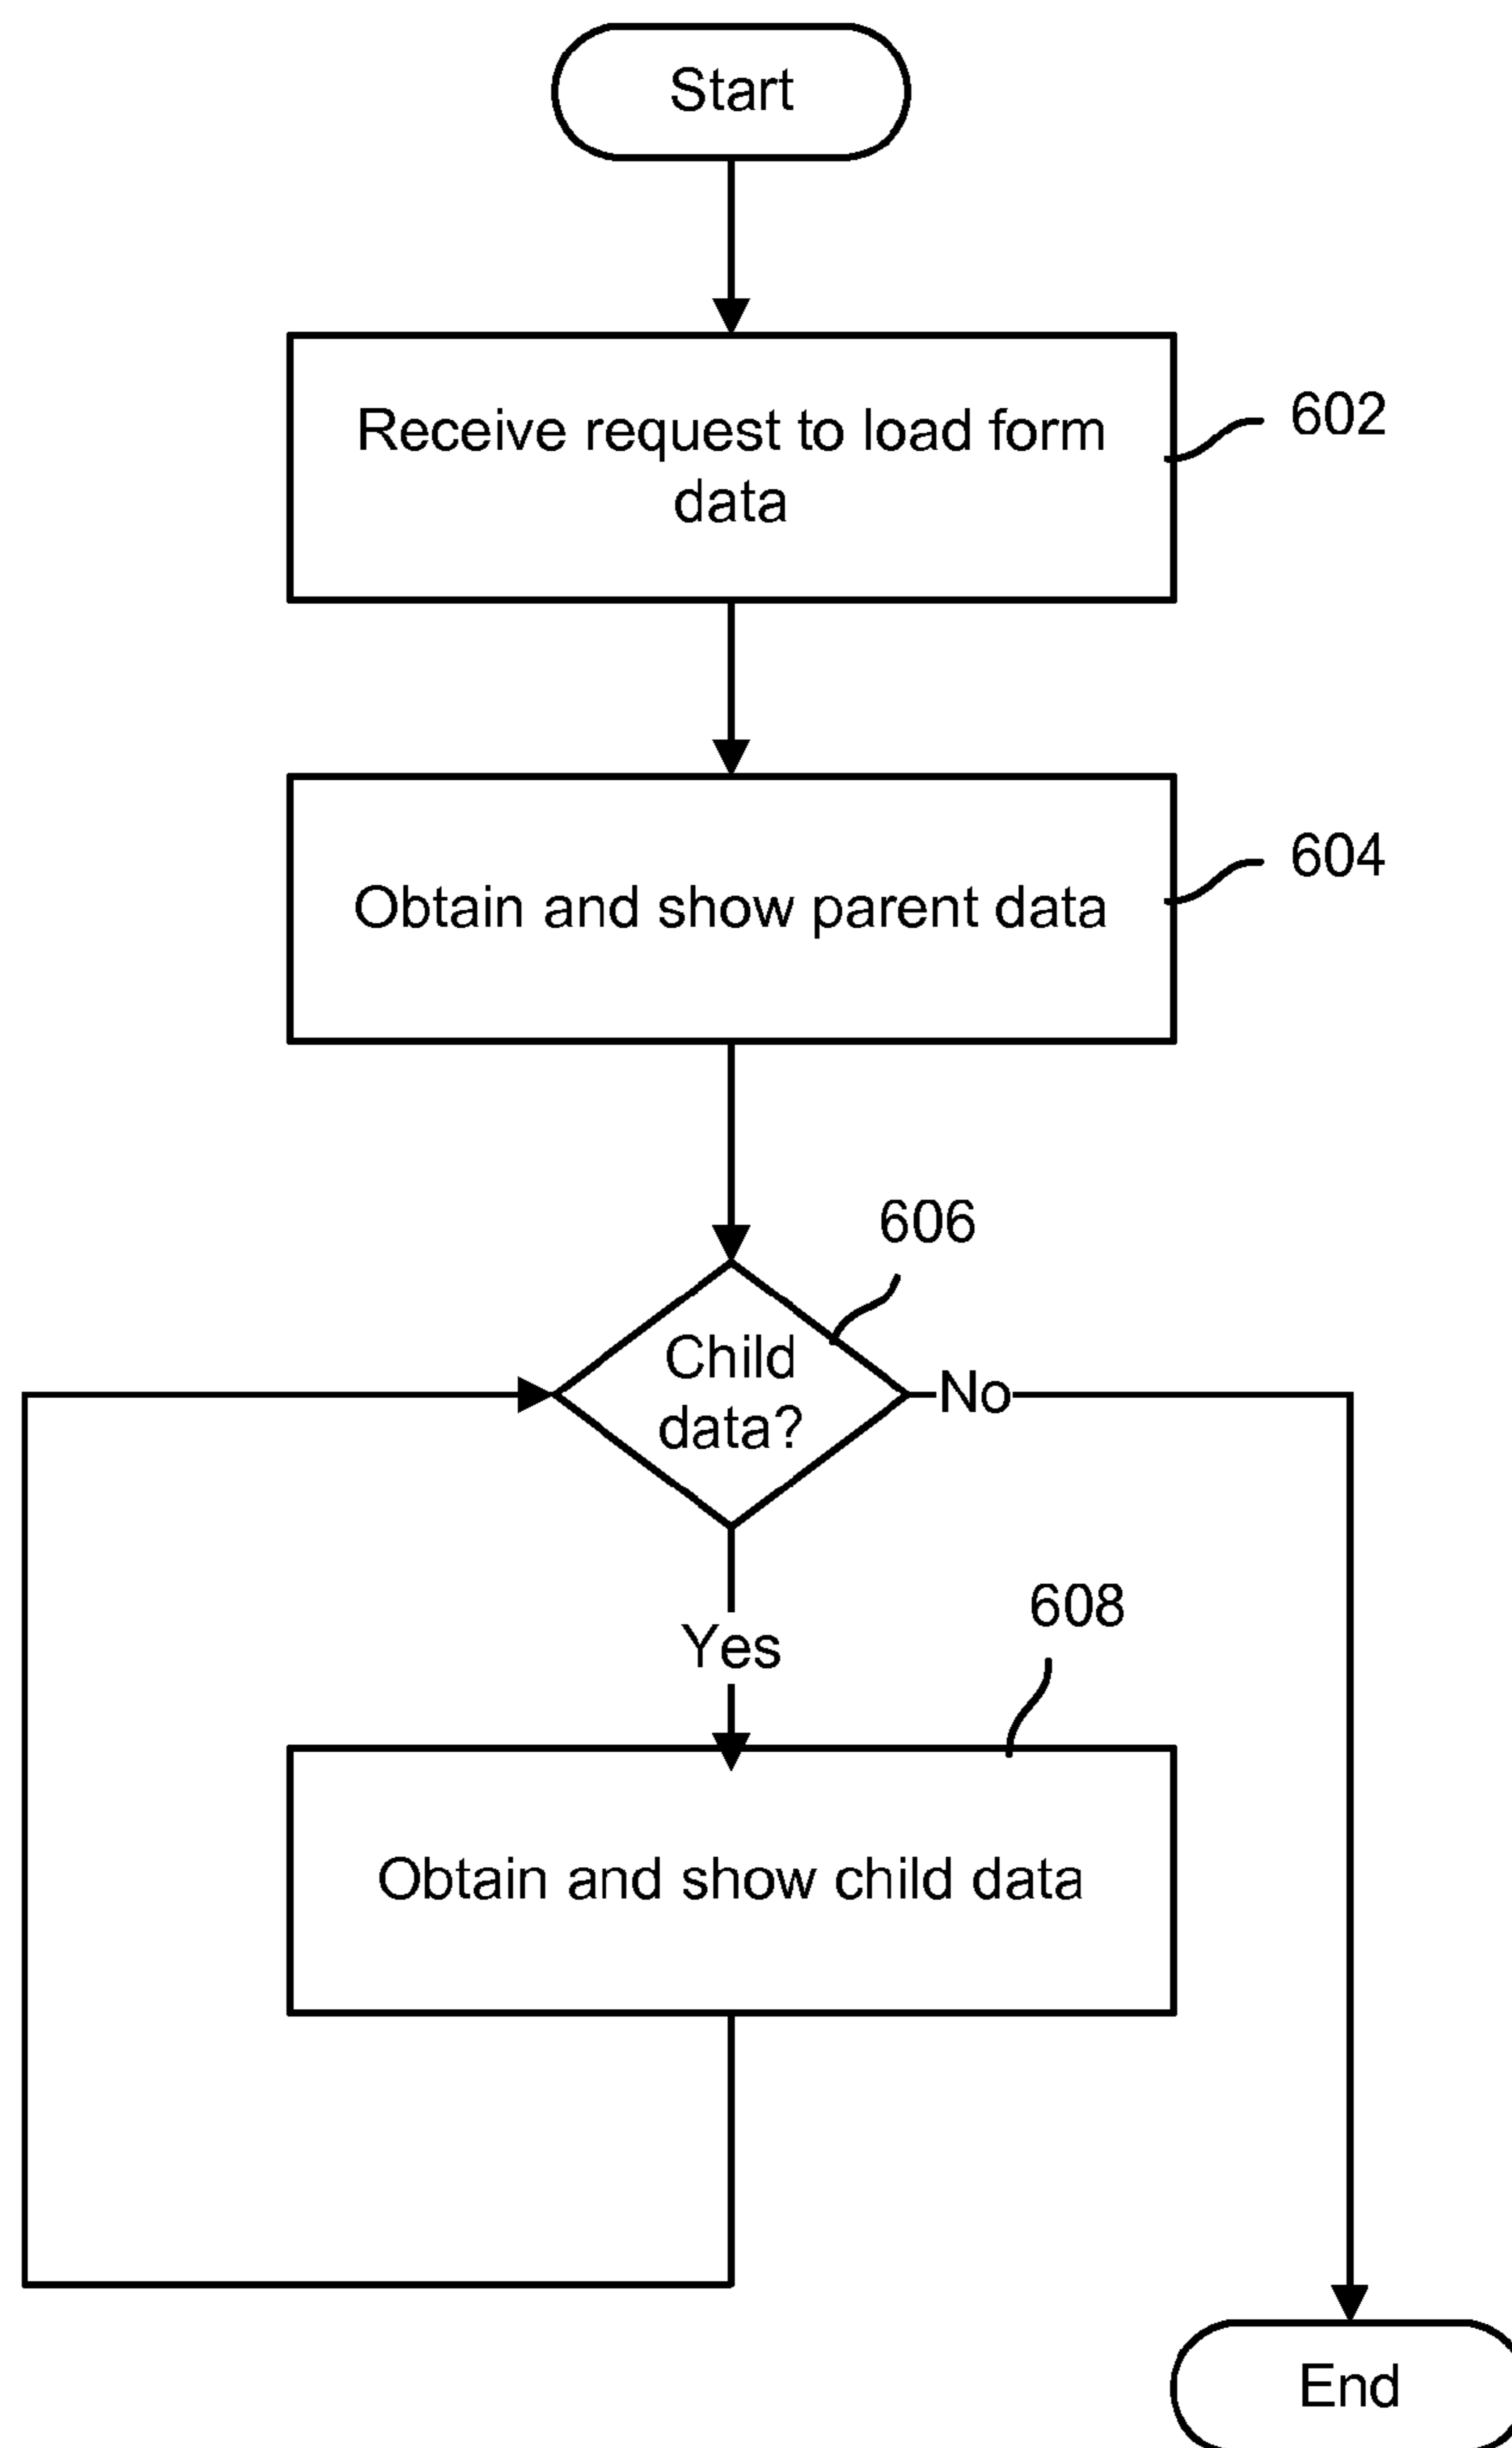 Start
Receive request to load form
data
602
Obtain and show parent data
604
606
Child
data?
No
Yes
608
Obtain and show child data
End